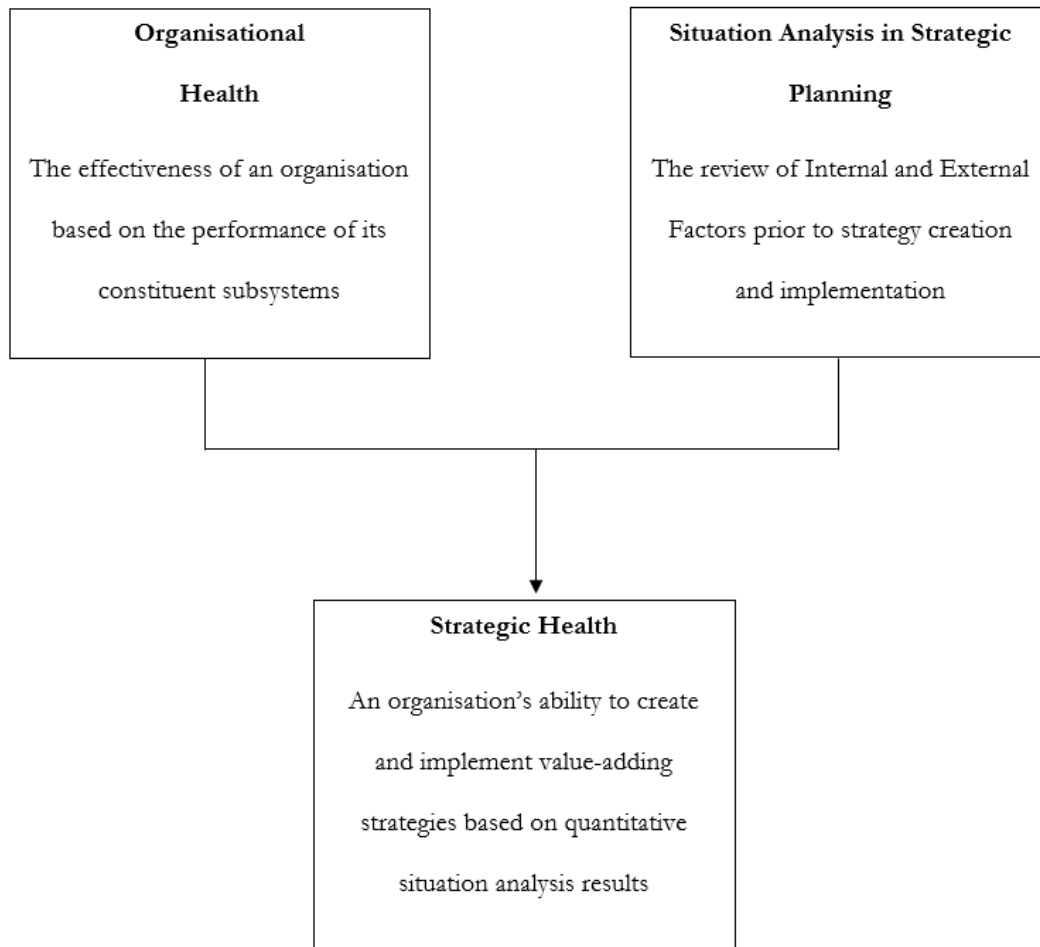 Organisational
Health
The effectiveness of an organisation
based on the performance of its
constituent subsystems
Situation Analysis in Strategic
Planning
The review of Internal and External
Factors prior to strategy creation
and implementation
Strategic Health
An organisation’s ability to create
and implement value-adding
strategies based on quantitative
situation analysis results